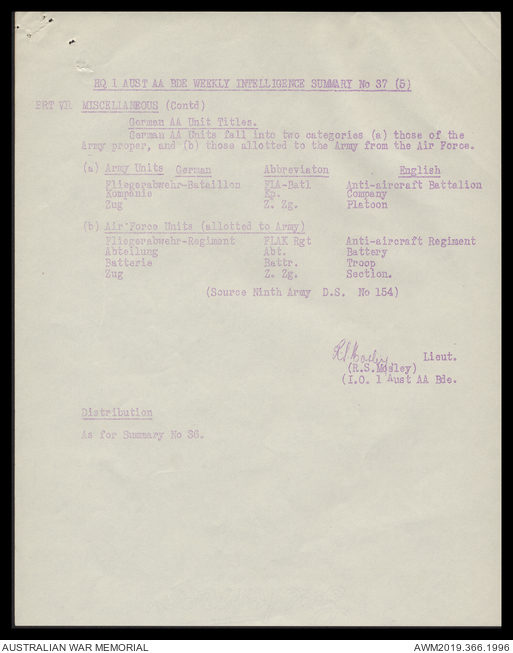 HQ 1 AUST AA BDE WEEKLY INTELLIGENCE SUMMARY No 37 (5)
PRT VII MISCELLANEOUS (Contd)
German AA Unit Titles.
German AA Units fall into two categories (a) those of the
Army proper, and (b) those allotted to the Army from the Air Force.
(a) Army Units German Abbreviaton English
Fliegerabwehr-Bataillon FLA-Batl Anti-aircraft Battalion
Kompanie Kp. Company
Zug Z. Zg. Platoon
(b) Air Force Units (allotted to Army)
Fliegerabwehr-Regiment FLAK Rgt Anti-aircraft Regiment
Abteilung Abt. Battery
Batterie Battr. Troop
Zug Z. Zg. Section.
(Source Ninth Army D.S. No 154)
R S Mosley Lieut.
(R.S.Mosley)
(I.O. 1 Aust AA Bde.
Distribution
As for Summary No 36.
AUSTRALIAN WAR MEMORIAL AWM2019.366.1996